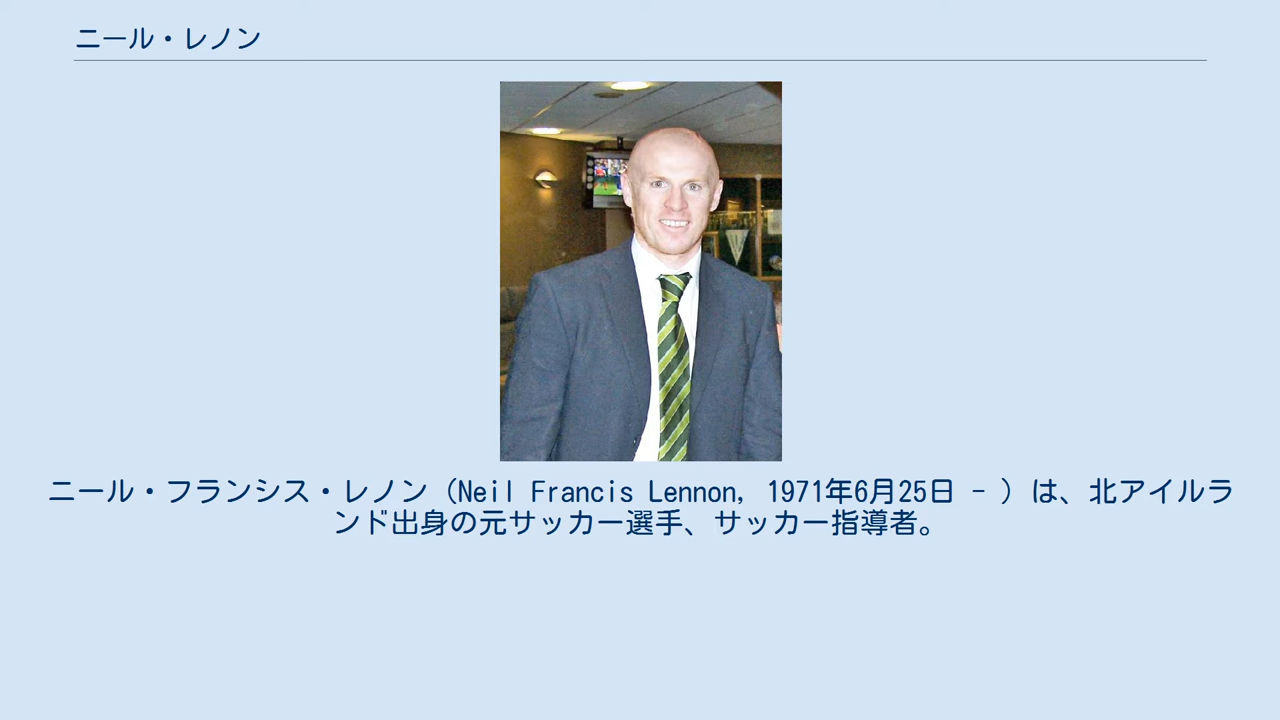 ニール・レノン
ニール・フランシス・レノン（Neil Francis Lennon, 1971年6月25日 - ）は、北アイルラ
ンド出身の元サッカー選手、サッカー指導者。